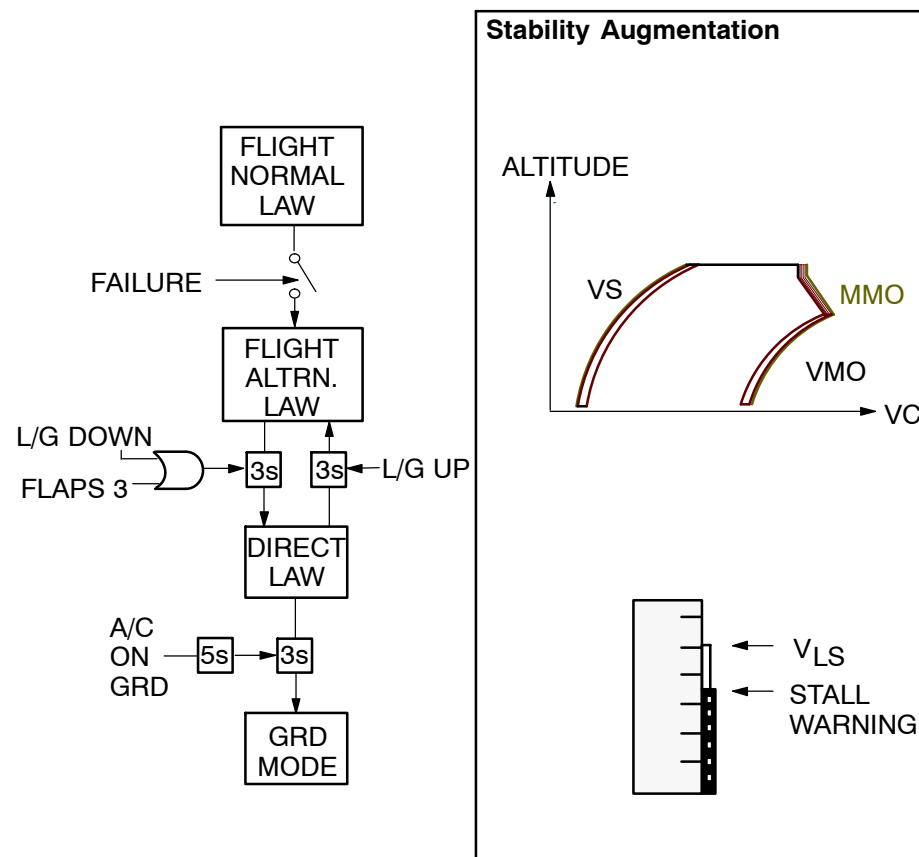 Stability Augmentation
FLIGHT
NORMAL
LAW
FAILURE
FLIGHT
ALTRN.
LAW
L/G DOWN
FLAPS 3
3s
3s
L/G UP
DIRECT
LAW
A/C
ON
GRD
5s
3s
GRD
MODE
ALTITUDE
VS
MMO
VMO
VC
VLS
STALL
WARNING